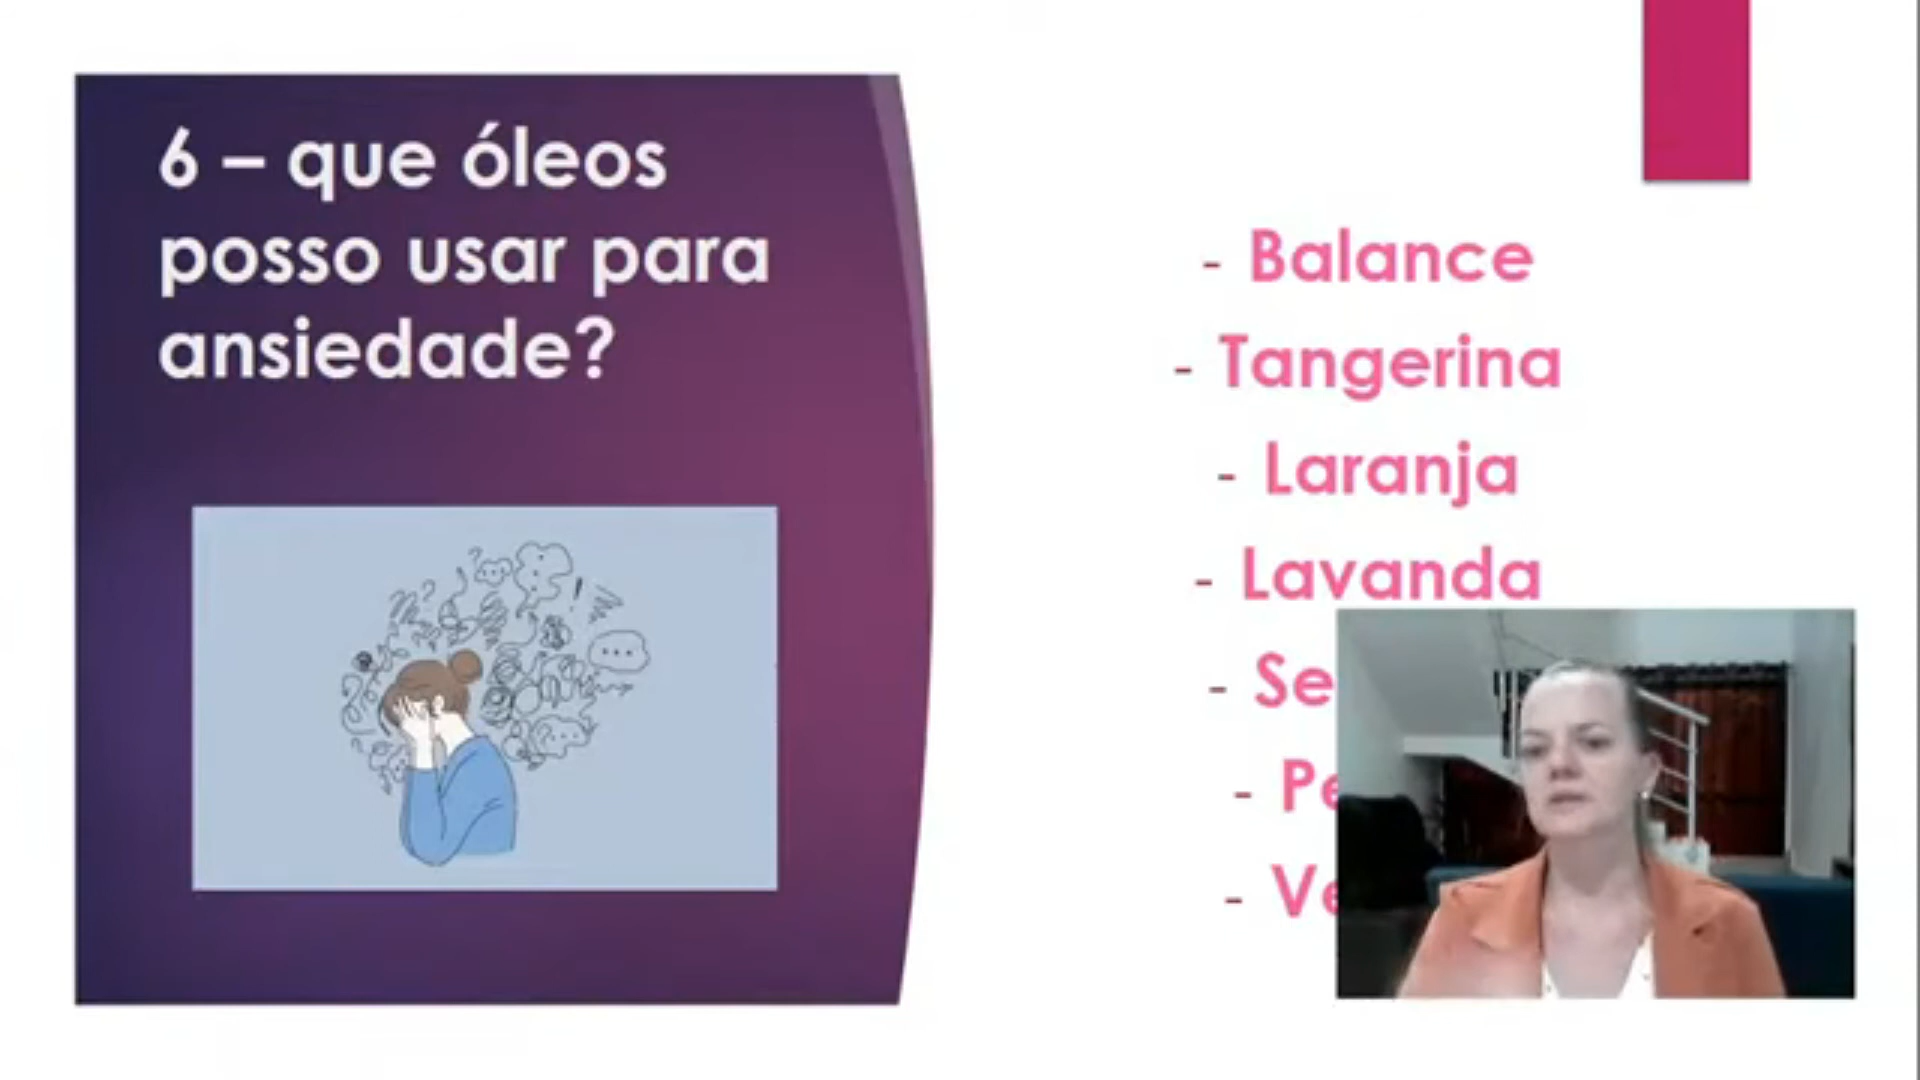 6 – que óleos
posso usar para
ansiedade?
- Balance
- Tangerina
- Laranja
- Lavanda